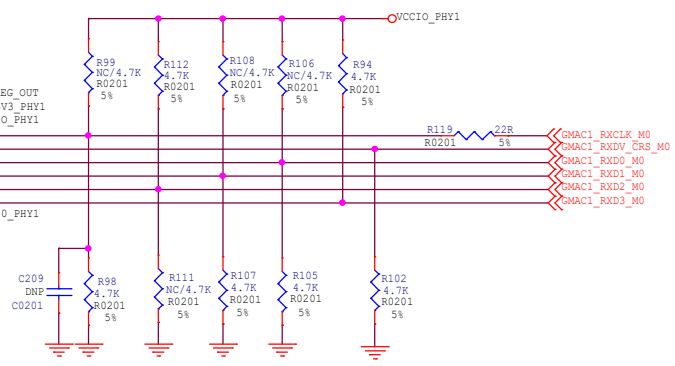 VCCIO_PHY1
R99
NC/4.7K
R0201
5%
R112
4.7K
R0201
5%
R108
NC/4.7K
R0201
5%
R106
NC/4.7K
R0201
5%
R94
4.7K
R0201
5%
EG_OUT
V3_PHY1
O_PHY1
R119
22R
R0201
5%
GMAC1_RXCLK_M0
GMAC1_RXDV_CRS_M0
GMAC1_RXD0_M0
GMAC1_RXD1_M0
GMAC1_RXD2_M0
GMAC1_RXD3_M0
0_PHY1
C209
DNP
C0201
R98
4.7K
R0201
5%
R111
NC/4.7K
R0201
5%
R107
4.7K
R0201
5%
R105
4.7K
R0201
5%
R102
4.7K
R0201
5%